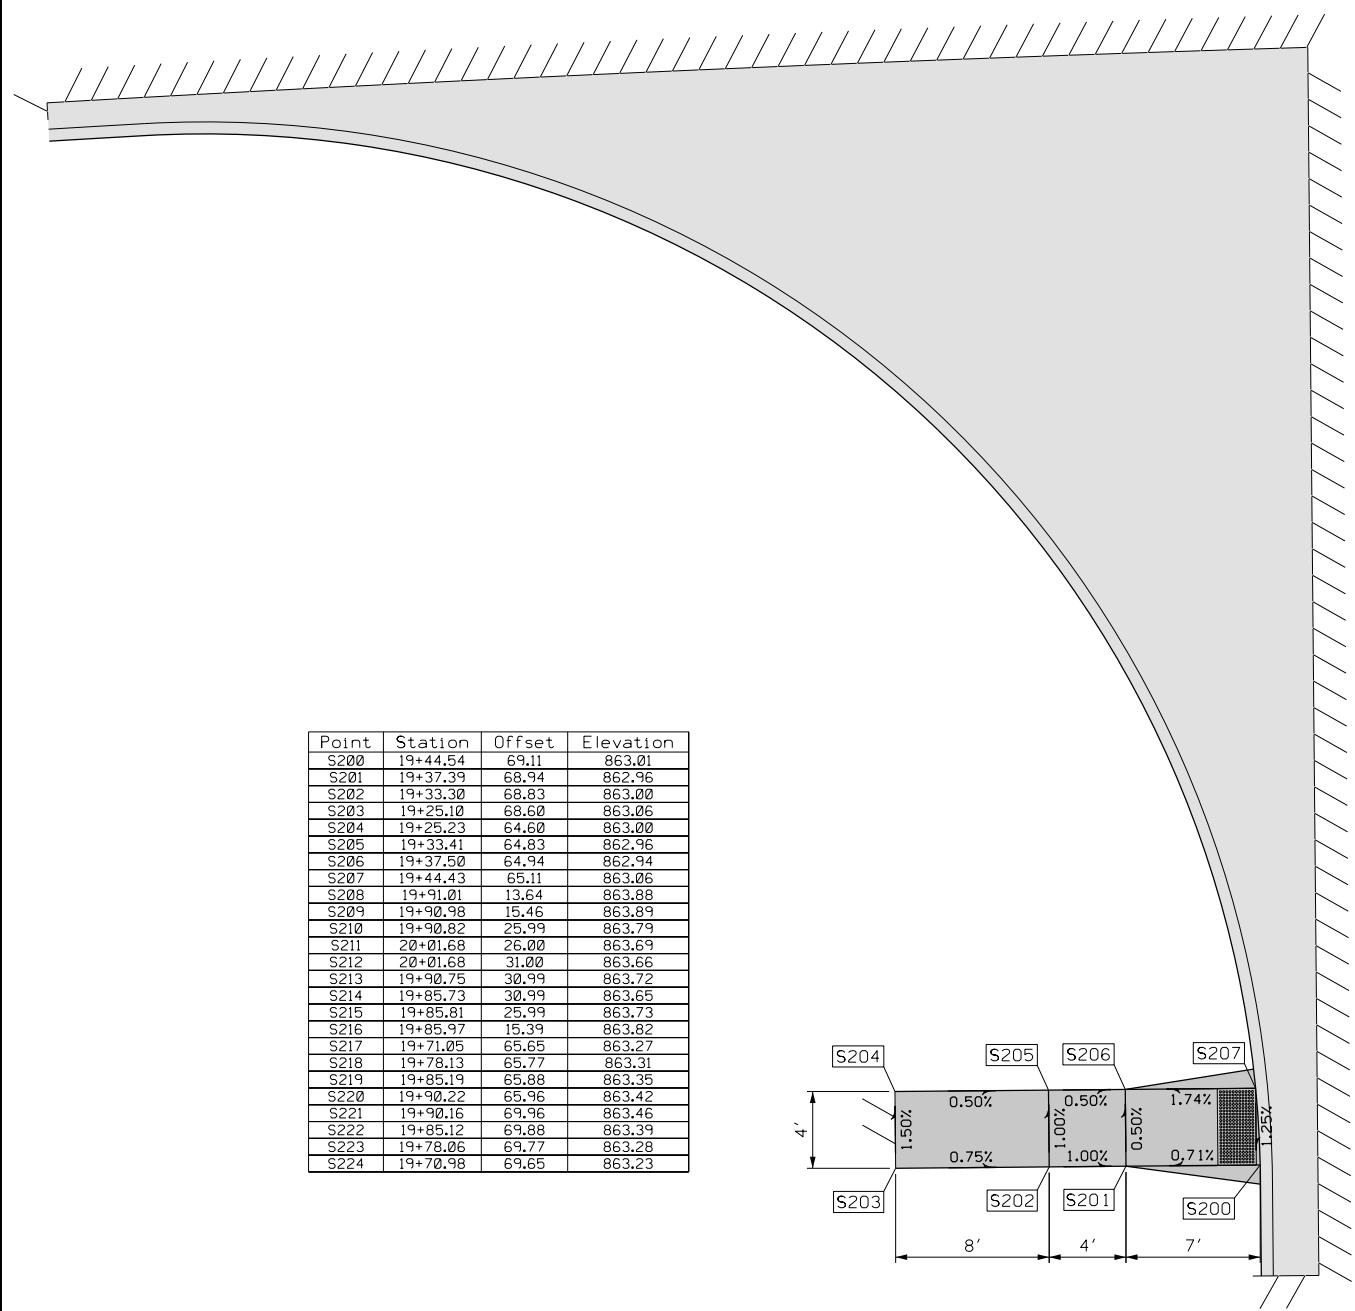 Point Station Offset Elevation
S200 19+44.54 69.11 863.01
S201 19+37.39 68.94 862.96
S202 19+33.30 68.83 863.00
S203 19+25.10 68.60 863.06
S204 19+25.23 64.60 863.00
S205 19+33.41 64.83 862.96
S206 19+37.50 64.94 862.94
S207 19+44.43 65.11 863.06
S208 19+91.01 13.64 863.88
S209 19+90.98 15.46 863.89
S210 19+90.82 25.99 863.79
S211 20+01.68 26.00 863.69
S212 20+01.68 31.00 863.66
S213 19+90.75 30.99 863.72
S214 19+85.73 30.99 863.65
S215 19+85.81 25.99 863.73
S216 19+85.97 15.39 863.82
S217 19+71.05 65.65 863.27
S218 19+78.13 65.77 863.31
S219 19+85.19 65.88 863.35
S220 19+90.22 65.96 863.42
S221 19+90.16 69.96 863.46
S222 19+85.12 69.88 863.39
S223 19+78.06 69.77 863.28
S224 19+70.98 69.65 863.23
S204 S205 S206 S207
0.50% 0.50% 1.74%
4' 1.50% 1.00% 0.50% 1.25%
0.75% 1.00% 0.71%
S203 S202 S201 S200
8' 4' 7'